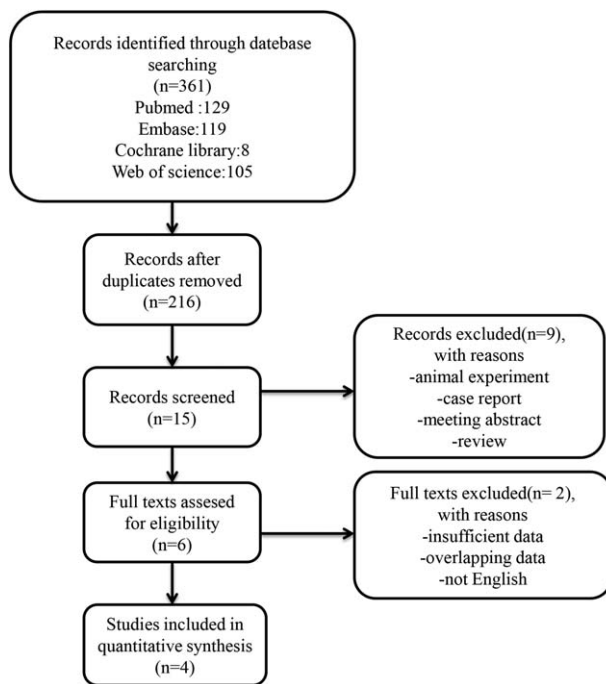 Records identified through datebase
searching
(n=361)
Pubmed :129
Embase:119
Cochrane library:8
Web of science:105
Records after
duplicates removed
(n=216)
Records excluded(n=9),
with reasons
-animal experiment
-case report
-meeting abstract
-review
Records screened
(n=15)
Full texts assesed
for eligibility
(n=6)
Full texts excluded(n= 2),
with reasons
-insufficient data
-overlapping data
-not English
Studies included in
quantitative synthesis
(n=4)